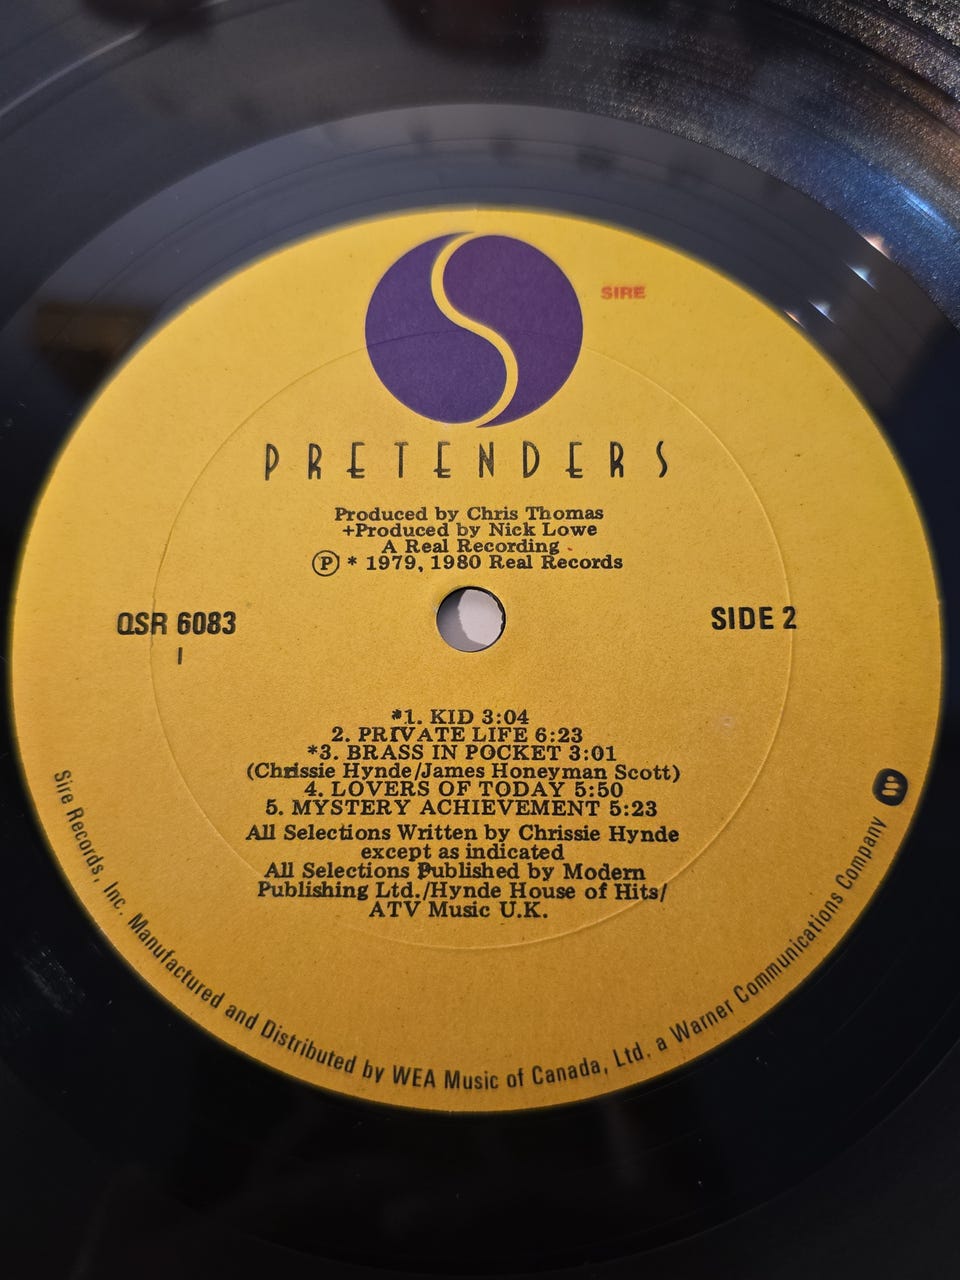 SIRE
PRETENDERS
Produced by Chris Thomas
+Produced by Nick Lowe
A Real Recording
Ⓟ * 1979, 1980 Real Records
QSR 6083
1
SIDE 2
*1. KID 3:04
2. PRIVATE LIFE 6:23
*3. BRASS IN POCKET 3:01
(Chrissie Hynde/James Honeyman Scott)
4. LOVERS OF TODAY 5:50
5. MYSTERY ACHIEVEMENT 5:23
All Selections Written by Chrissie Hynde
except as indicated
All Selections Published by Modern
Publishing Ltd./Hynde House of Hits/
ATV Music U.K.
Sire Records, Inc. Manufactured and Distributed by WEA Music of Canada, Ltd. a Warner Communications Company